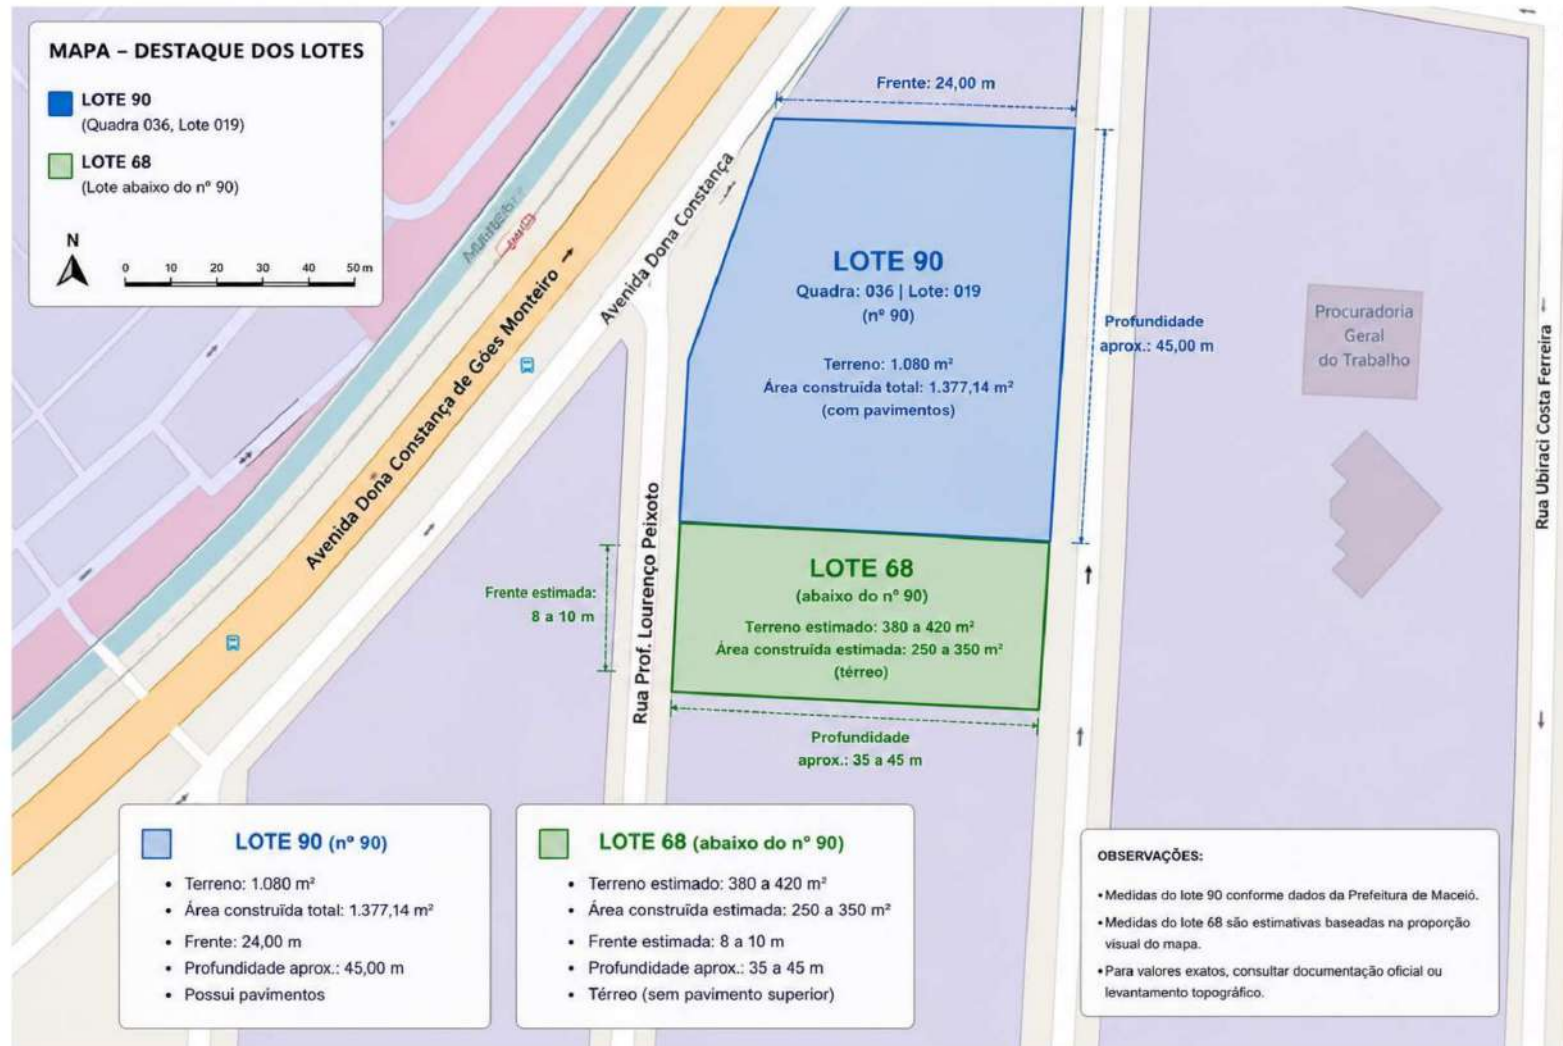 MAPA – DESTAQUE DOS LOTES
LOTE 90
(Quadra 036, Lote 019)
LOTE 68
(Lote abaixo do nº 90)
N
0 10 20 30 40 50 m
Frente: 24,00 m
LOTE 90
Quadra: 036 | Lote: 019
(nº 90)
Terreno: 1.080 m²
Área construída total: 1.377,14 m²
(com pavimentos)
Profundidade
aprox.: 45,00 m
Procuradoria
Geral
do Trabalho
Rua Ubiraci Costa Ferreira
Avenida Dona Constança
Avenida Dona Constança de Góes Monteiro
Rua Prof. Lourenço Peixoto
Frente estimada:
8 a 10 m
LOTE 68
(abaixo do nº 90)
Terreno estimado: 380 a 420 m²
Área construída estimada: 250 a 350 m²
(térreo)
Profundidade
aprox.: 35 a 45 m
LOTE 90 (nº 90)
• Terreno: 1.080 m²
• Área construída total: 1.377,14 m²
• Frente: 24,00 m
• Profundidade aprox.: 45,00 m
• Possui pavimentos
LOTE 68 (abaixo do nº 90)
• Terreno estimado: 380 a 420 m²
• Área construída estimada: 250 a 350 m²
• Frente estimada: 8 a 10 m
• Profundidade aprox.: 35 a 45 m
• Térreo (sem pavimento superior)
OBSERVAÇÕES:
• Medidas do lote 90 conforme dados da Prefeitura de Maceió.
• Medidas do lote 68 são estimativas baseadas na proporção
visual do mapa.
• Para valores exatos, consultar documentação oficial ou
levantamento topográfico.